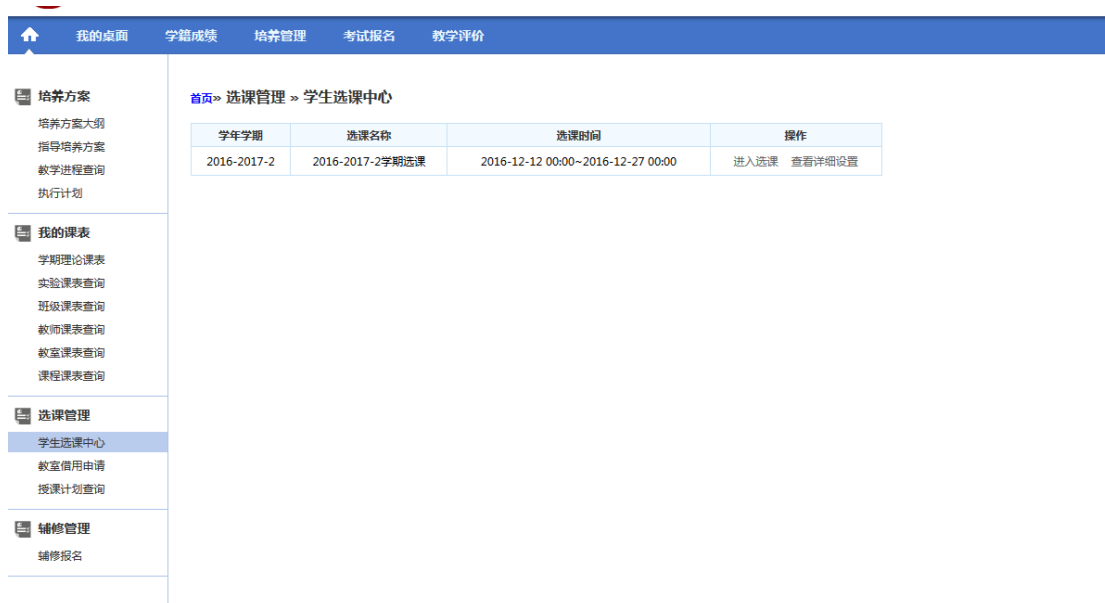 我的桌面 学籍成绩 培养管理 考试报名 教学评价
培养方案
培养方案大纲
指导培养方案
教学进程查询
执行计划
我的课表
学期理论课表
实验课表查询
班级课表查询
教师课表查询
教室课表查询
课程课表查询
选课管理
学生选课中心
教室借用申请
授课计划查询
辅修管理
辅修报名
首页» 选课管理 » 学生选课中心
学年学期 选课名称 选课时间 操作
2016-2017-2 2016-2017-2学期选课 2016-12-12 00:00~2016-12-27 00:00 进入选课 查看详细设置